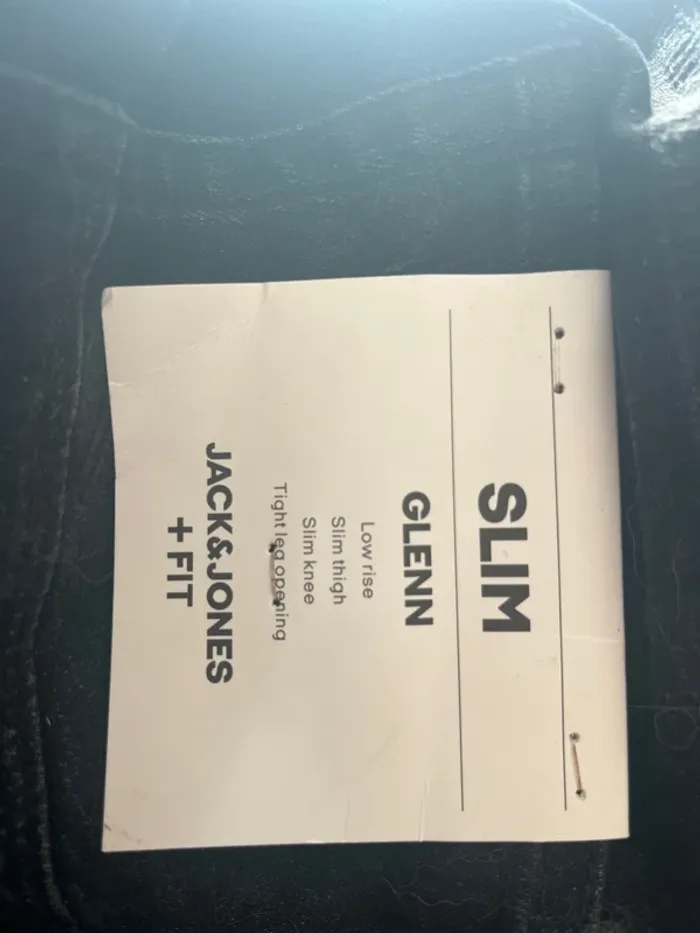 SLIM
GLENN
Low rise
Slim thigh
Slim knee
Tight leg opening
JACK&JONES
+ FIT